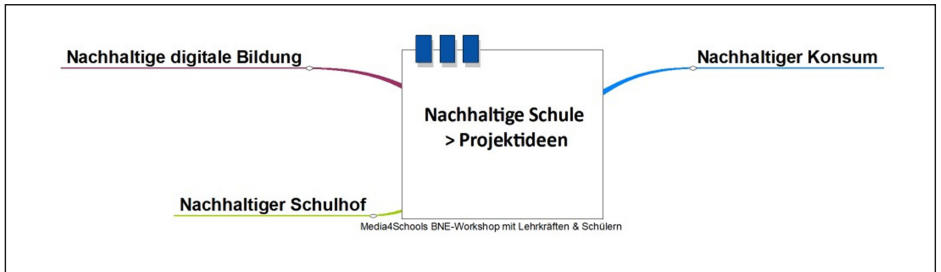 Nachhaltige digitale Bildung
Nachhaltiger Konsum
Nachhaltige Schule
> Projektideen
Nachhaltiger Schulhof
Media4Schools BNE-Workshop mit Lehrkräften & Schülern